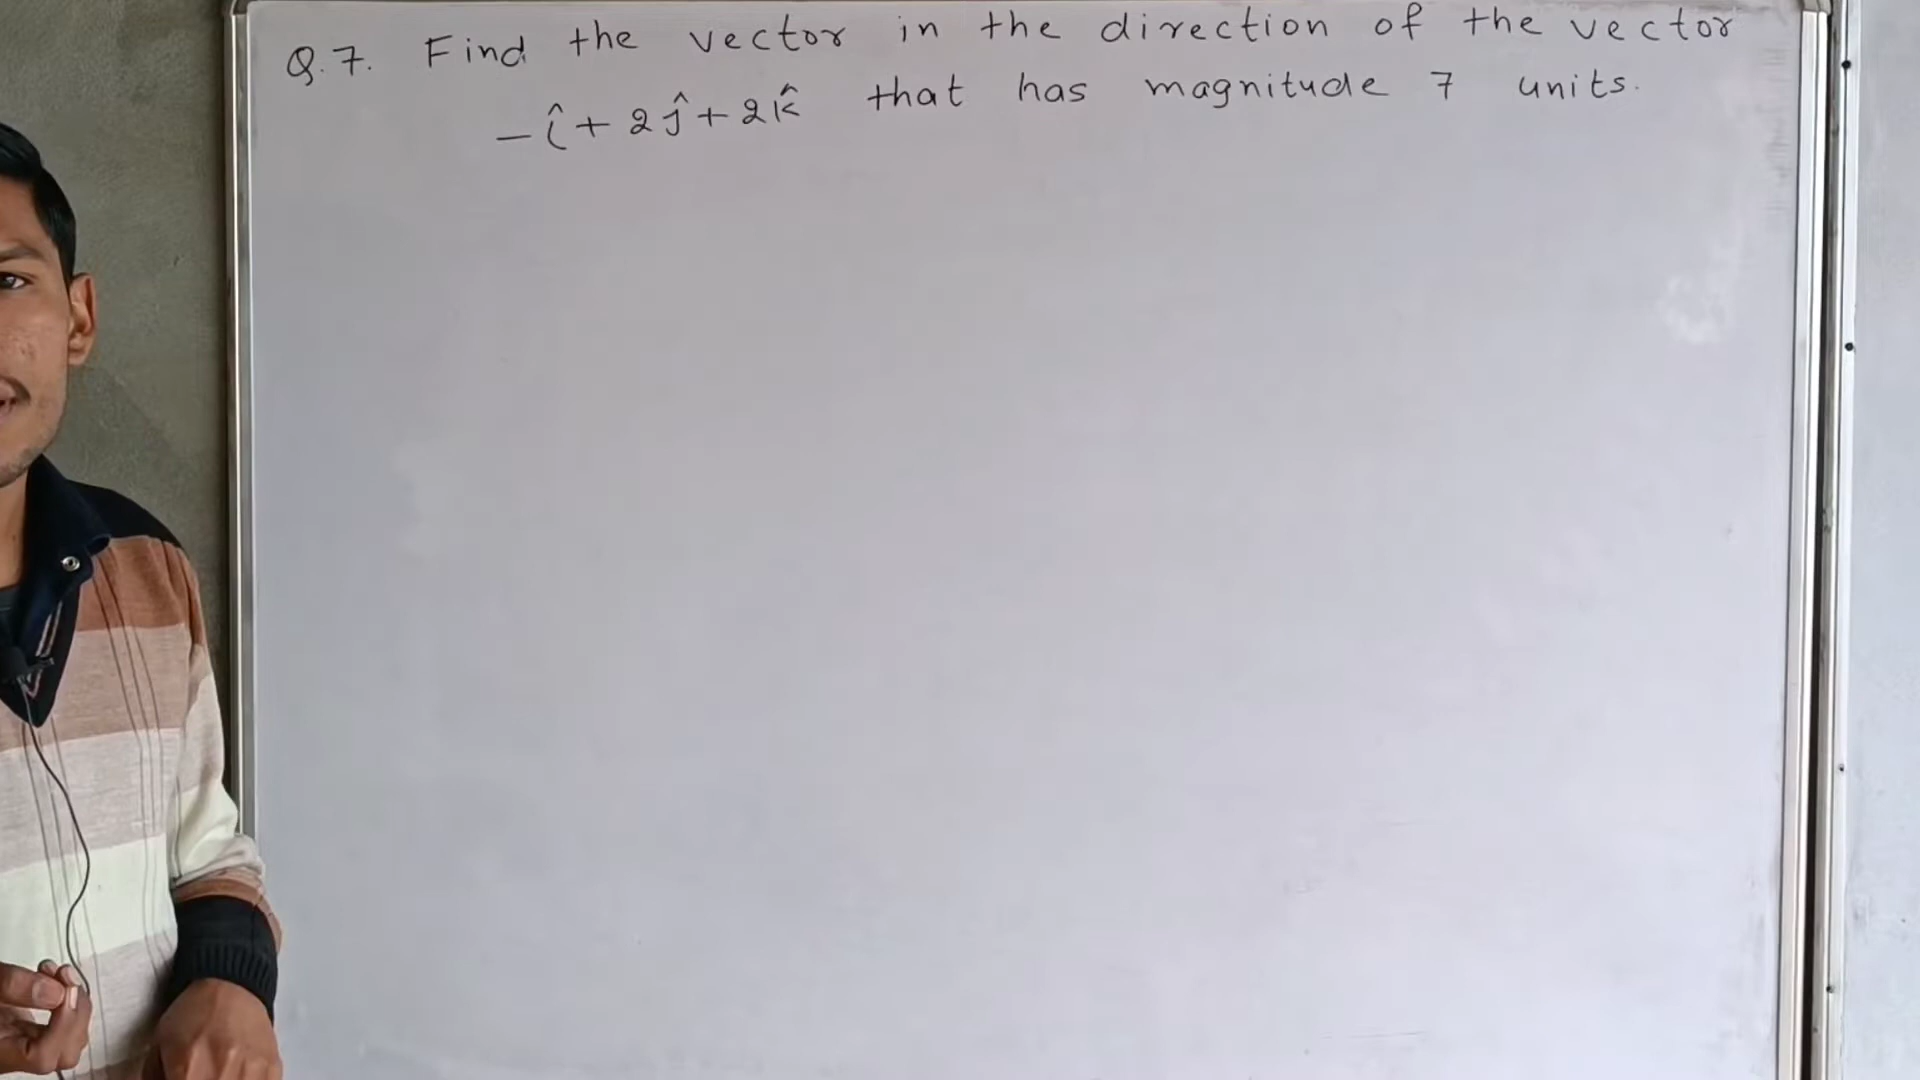 Q.7. Find the vector in the direction of the vector
-î + 2ĵ + 2k̂ that has magnitude 7 units.